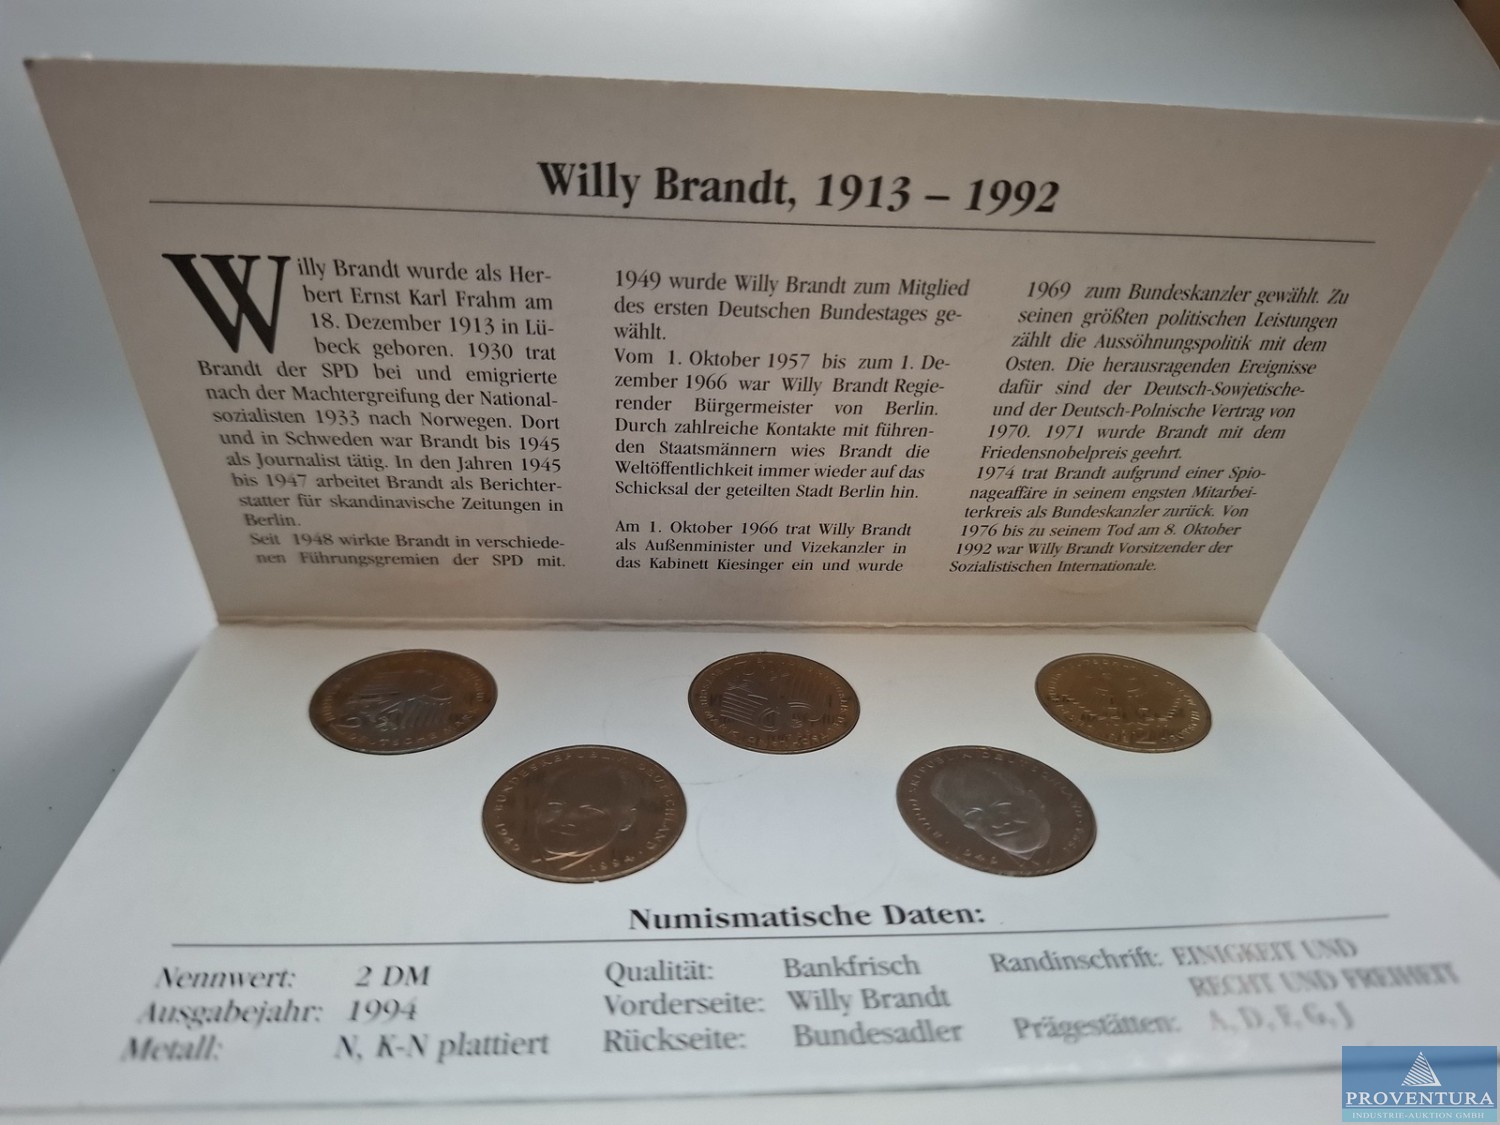 Willy Brandt, 1913 – 1992
Willy Brandt wurde als Her-
bert Ernst Karl Frahm am
18. Dezember 1913 in Lü-
beck geboren. 1930 trat
Brandt der SPD bei und emigrierte
nach der Machtergreifung der National-
sozialisten 1933 nach Norwegen. Dort
und in Schweden war Brandt bis 1945
als Journalist tätig. In den Jahren 1945
bis 1947 arbeitet Brandt als Berichter-
statter für skandinavische Zeitungen in
Berlin.
Seit 1948 wirkte Brandt in verschiede-
nen Führungsgremien der SPD mit.
1949 wurde Willy Brandt zum Mitglied
des ersten Deutschen Bundestages ge-
wählt.
Vom 1. Oktober 1957 bis zum 1. De-
zember 1966 war Willy Brandt Regie-
render Bürgermeister von Berlin.
Durch zahlreiche Kontakte mit führen-
den Staatsmännern wies Brandt die
Weltöffentlichkeit immer wieder auf das
Schicksal der geteilten Stadt Berlin hin.
Am 1. Oktober 1966 trat Willy Brandt
als Außenminister und Vizekanzler in
das Kabinett Kiesinger ein und wurde
1969 zum Bundeskanzler gewählt. Zu
seinen größten politischen Leistungen
zählt die Aussöhnungspolitik mit dem
Osten. Die herausragenden Ereignisse
dafür sind der Deutsch-Sowjetische-
und der Deutsch-Polnische Vertrag von
1970. 1971 wurde Brandt mit dem
Friedensnobelpreis geehrt.
1974 trat Brandt aufgrund einer Spio-
nageaffäre in seinem engsten Mitarbei-
terkreis als Bundeskanzler zurück. Von
1976 bis zu seinem Tod am 8. Oktober
1992 war Willy Brandt Vorsitzender der
Sozialistischen Internationale.
1949 · BUNDESREPUBLIK DEUTSCHLAND · 1994 ·
Numismatische Daten:
Nennwert: 2 DM
Ausgabejahr: 1994
Metall: N, K-N plattiert
Qualität: Bankfrisch
Vorderseite: Willy Brandt
Rückseite: Bundesadler
Randinschrift: EINIGKEIT UND
RECHT UND FREIHEIT
Prägestätten: A, D, F, G, J
PROVENTURA
INDUSTRIE-AUKTION GMBH